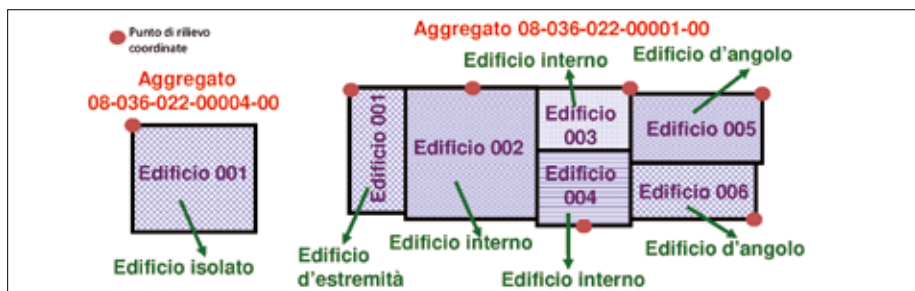 Punto di rilievo
coordinate
Aggregato
08-036-022-00004-00
Edificio 001
Edificio isolato
Aggregato 08-036-022-00001-00
Edificio interno
Edificio d'angolo
Edificio 001
Edificio 002
Edificio
003
Edificio
004
Edificio 005
Edificio 006
Edificio
d'estremità
Edificio interno
Edificio interno
Edificio d'angolo